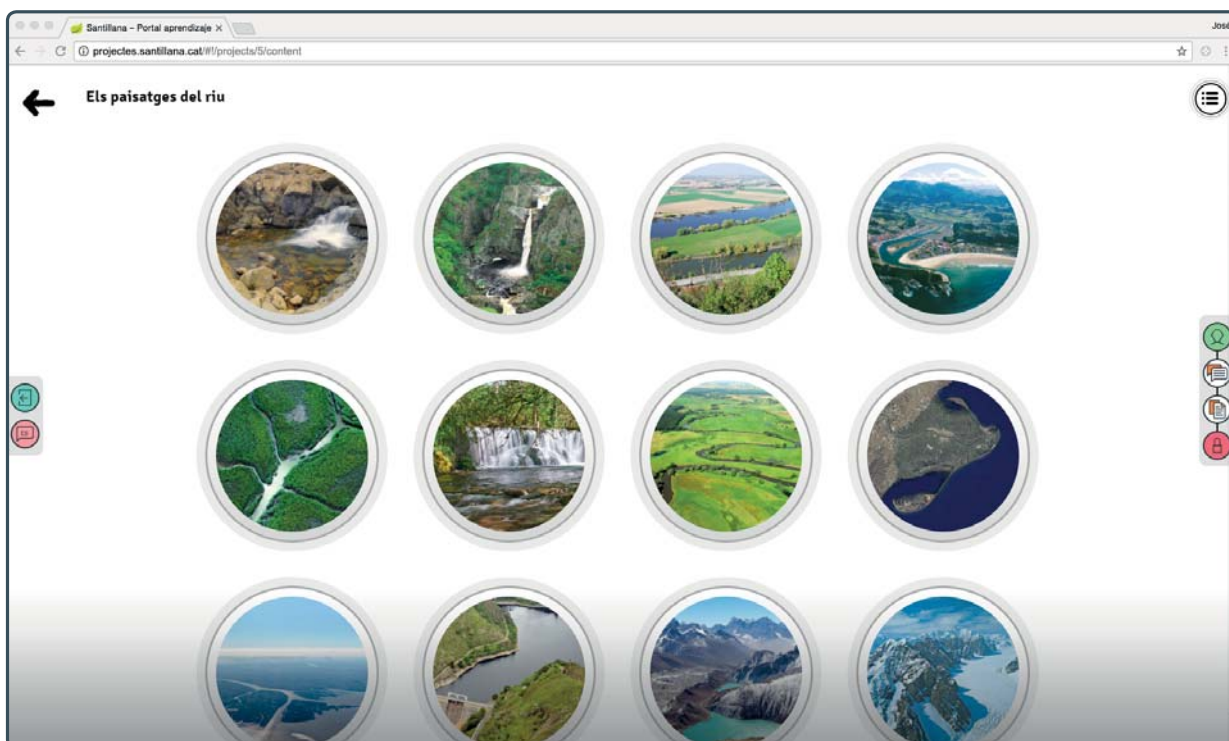 Santillana – Portal aprendizaje ×
José
projectes.santillana.cat/#!/projects/5/content
Els paisatges del riu